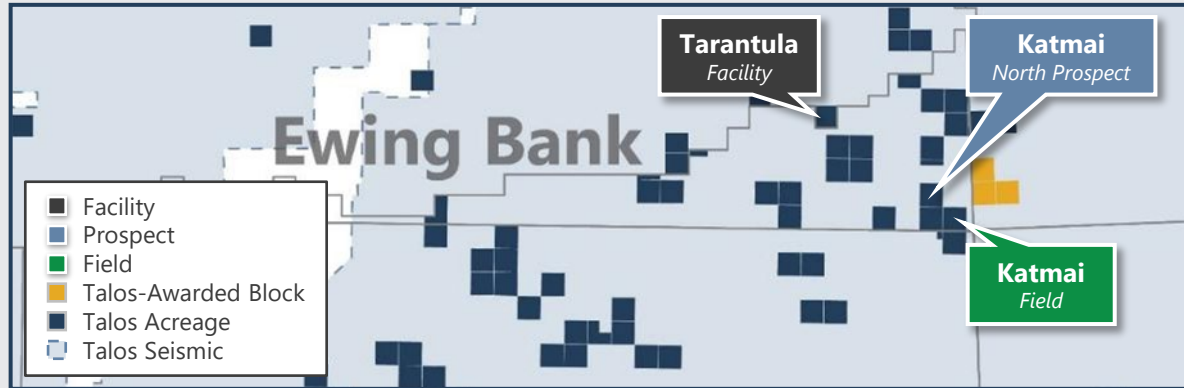 Tarantula
Facility
Katmai
North Prospect
Ewing Bank
Facility
Prospect
Field
Talos-Awarded Block
Talos Acreage
Talos Seismic
Katmai
Field